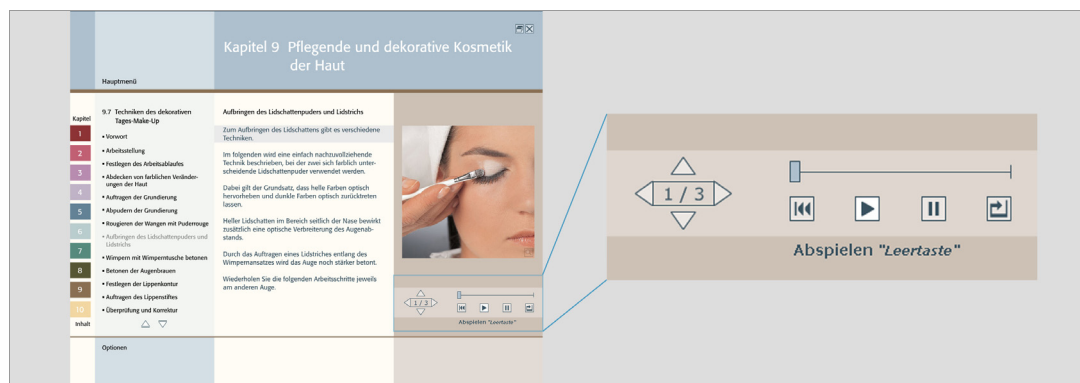 Kapitel 9 Pflegende und dekorative Kosmetik
der Haut
Hauptmenü
Kapitel
1
2
3
4
5
6
7
8
9
10
Inhalt
9.7 Techniken des dekorativen
Tages-Make-Up
• Vorwort
• Arbeitsstellung
• Festlegen des Arbeitsablaufes
• Abdecken von farblichen Veränder-
ungen der Haut
• Auftragen der Grundierung
• Abpudern der Grundierung
• Rougieren der Wangen mit Puderrouge
• Aufbringen des Lidschattenpuders und
Lidstrichs
• Wimpern mit Wimperntusche betonen
• Betonen der Augenbrauen
• Festlegen der Lippenkontur
• Auftragen des Lippenstiftes
• Überprüfung und Korrektur
Aufbringen des Lidschattenpuders und Lidstrichs
Zum Aufbringen des Lidschattens gibt es verschiedene
Techniken.
Im folgenden wird eine einfach nachzuvollziehende
Technik beschrieben, bei der zwei sich farblich unter-
scheidende Lidschattenpuder verwendet werden.
Dabei gilt der Grundsatz, dass helle Farben optisch
hervorheben und dunkle Farben optisch zurücktreten
lassen.
Heller Lidschatten im Bereich seitlich der Nase bewirkt
zusätzlich eine optische Verbreiterung des Augenab-
stands.
Durch das Auftragen eines Lidstriches entlang des
Wimpernansatzes wird das Auge noch stärker betont.
Wiederholen Sie die folgenden Arbeitsschritte jeweils
am anderen Auge.
1 / 3
Abspielen "Leertaste"
Optionen
1 / 3
Abspielen "Leertaste"